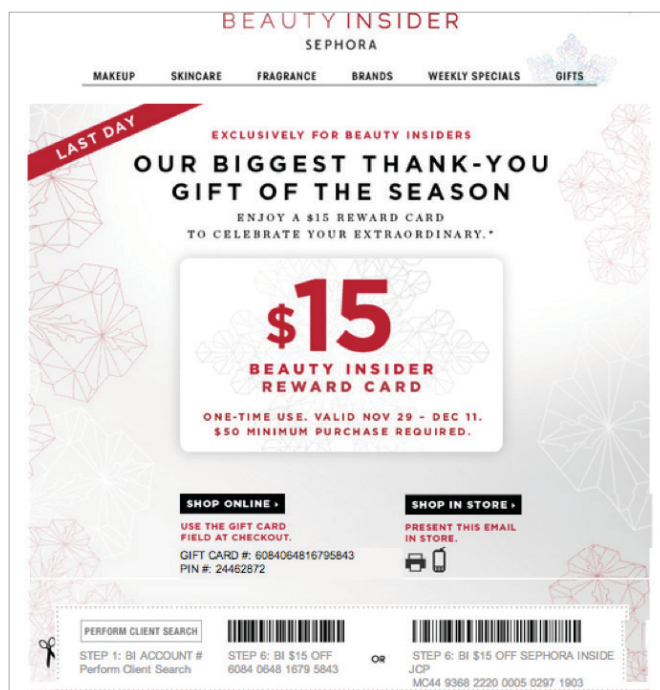 BEAUTY INSIDER
SEPHORA
MAKEUP SKINCARE FRAGRANCE BRANDS WEEKLY SPECIALS GIFTS
LAST DAY
EXCLUSIVELY FOR BEAUTY INSIDERS
OUR BIGGEST THANK-YOU
GIFT OF THE SEASON
ENJOY A $15 REWARD CARD
TO CELEBRATE YOUR EXTRAORDINARY.*
$15
BEAUTY INSIDER
REWARD CARD
ONE-TIME USE. VALID NOV 29 – DEC 11.
$50 MINIMUM PURCHASE REQUIRED.
SHOP ONLINE ›
USE THE GIFT CARD
FIELD AT CHECKOUT.
GIFT CARD #: 6084064816795843
PIN #: 24462872
SHOP IN STORE ›
PRESENT THIS EMAIL
IN STORE.
PERFORM CLIENT SEARCH
STEP 1: BI ACCOUNT #
Perform Client Search
STEP 6: BI $15 OFF
6084 0648 1679 5843
OR
STEP 6: BI $15 OFF SEPHORA INSIDE
JCP
MC44 9368 2220 0005 0297 1903